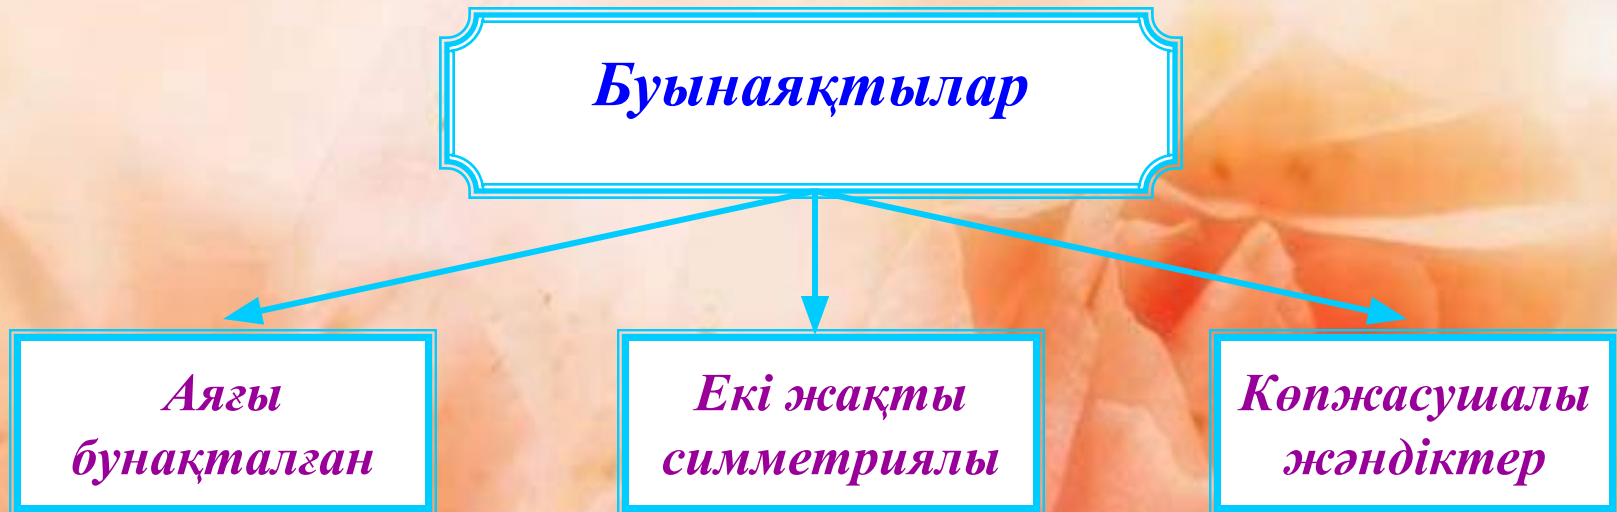 Буынаяқтылар
Аяғы
бунақталған
Екі жақты
симметриялы
Көпжасушалы
жәндіктер